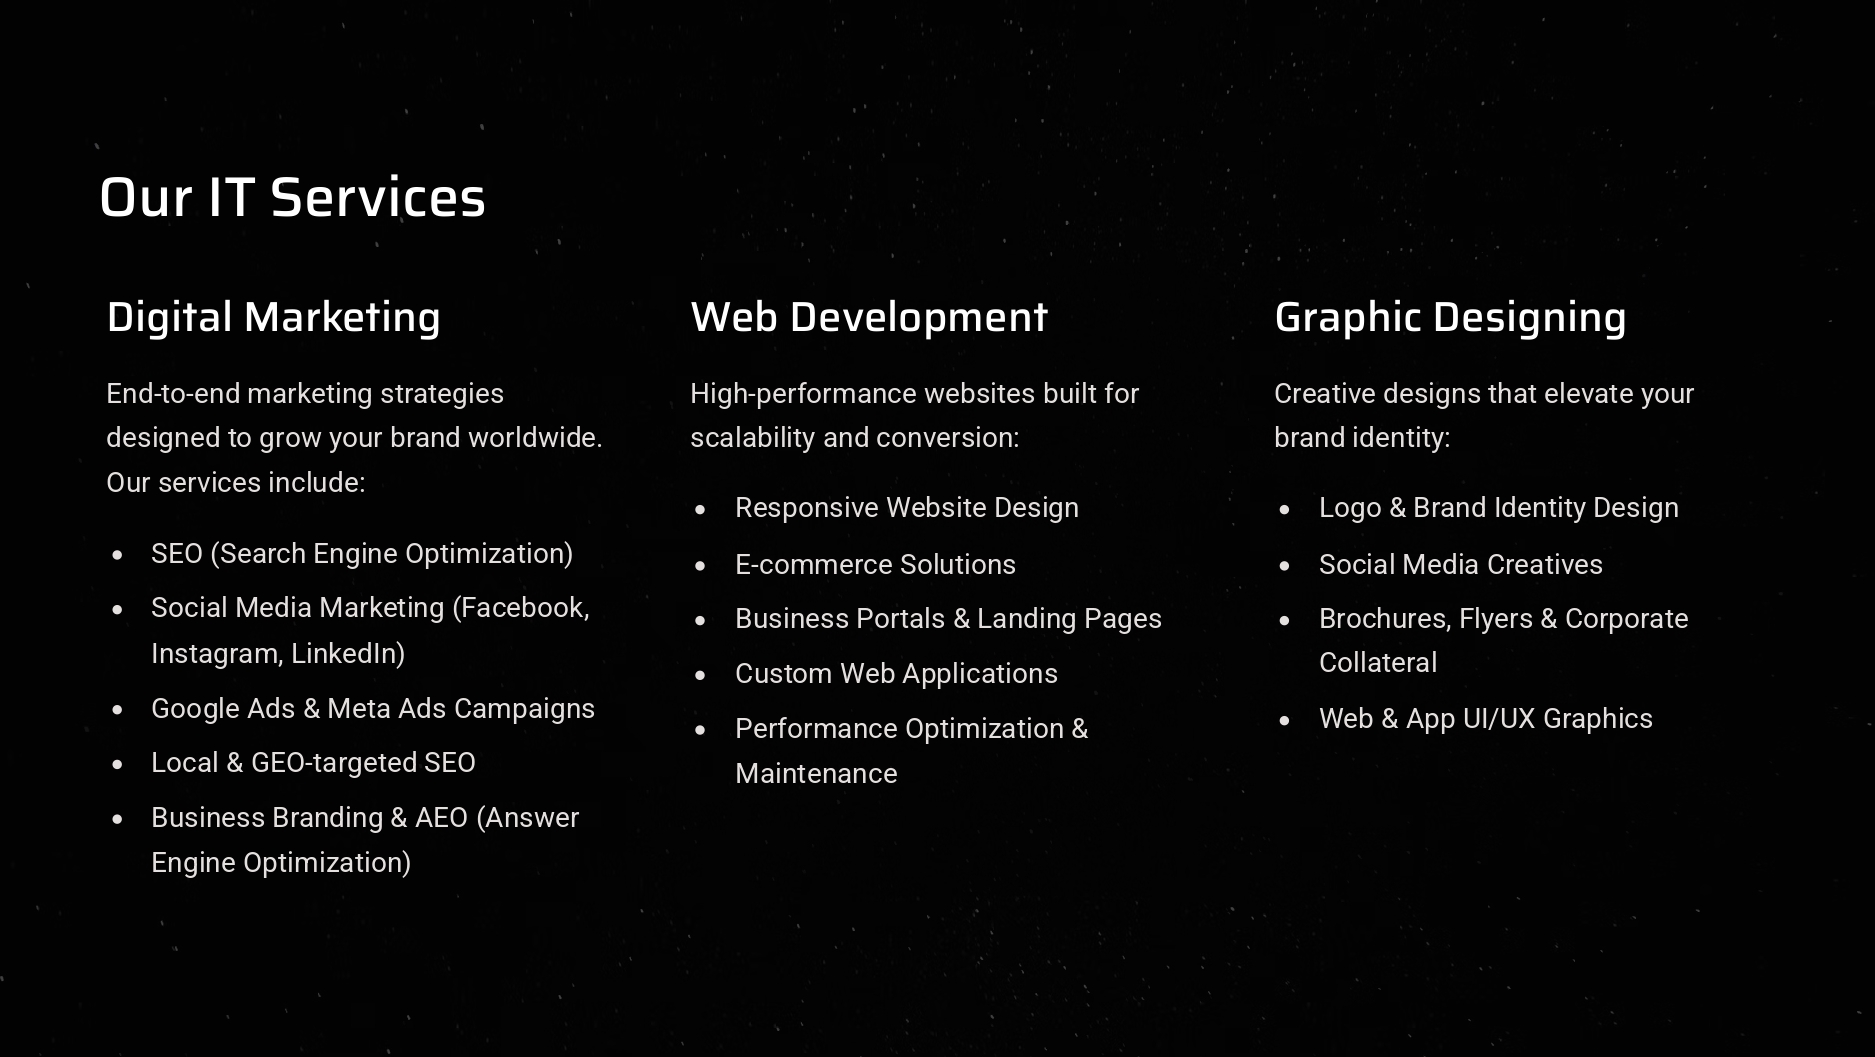 Our IT Services
Digital Marketing
End-to-end marketing strategies
designed to grow your brand worldwide.
Our services include:
• SEO (Search Engine Optimization)
• Social Media Marketing (Facebook,
Instagram, LinkedIn)
• Google Ads & Meta Ads Campaigns
• Local & GEO-targeted SEO
• Business Branding & AEO (Answer
Engine Optimization)
Web Development
High-performance websites built for
scalability and conversion:
• Responsive Website Design
• E-commerce Solutions
• Business Portals & Landing Pages
• Custom Web Applications
• Performance Optimization &
Maintenance
Graphic Designing
Creative designs that elevate your
brand identity:
• Logo & Brand Identity Design
• Social Media Creatives
• Brochures, Flyers & Corporate
Collateral
• Web & App UI/UX Graphics